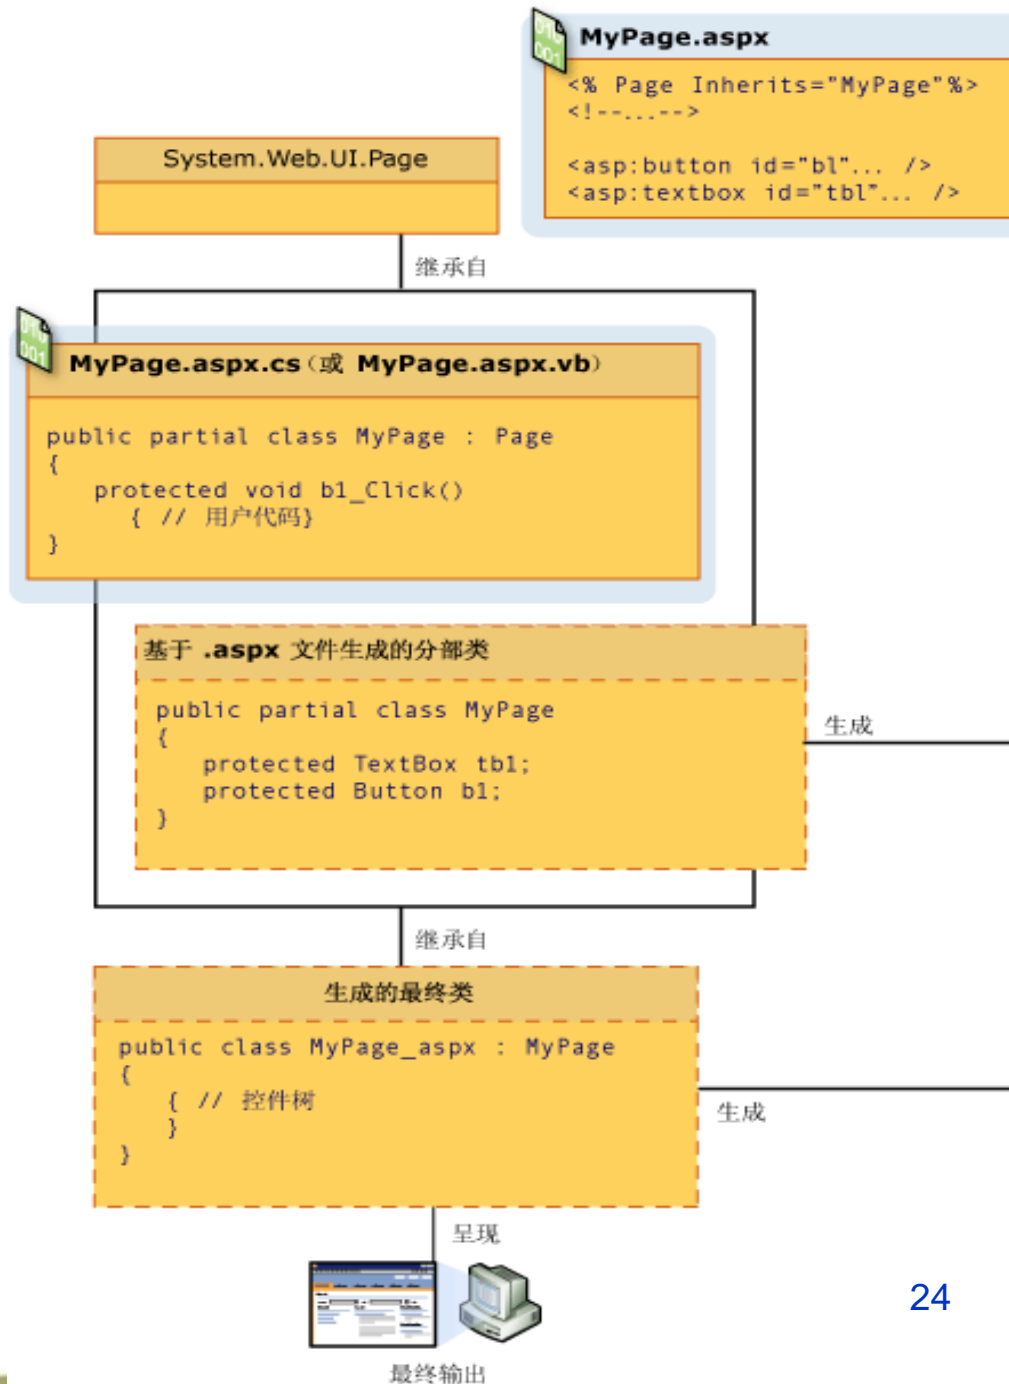 MyPage.aspx
<% Page Inherits="MyPage"%>
<!--...-->
<asp:button id="bl"... />
<asp:textbox id="tbl"... />
System.Web.UI.Page
继承自
MyPage.aspx.cs（或 MyPage.aspx.vb）
public partial class MyPage : Page
{
protected void b1_Click()
{ // 用户代码}
}
基于 .aspx 文件生成的分部类
public partial class MyPage
{
protected TextBox tb1;
protected Button b1;
}
生成
继承自
生成的最终类
public class MyPage_aspx : MyPage
{
{ // 控件树
}
}
生成
呈现
最终输出
24